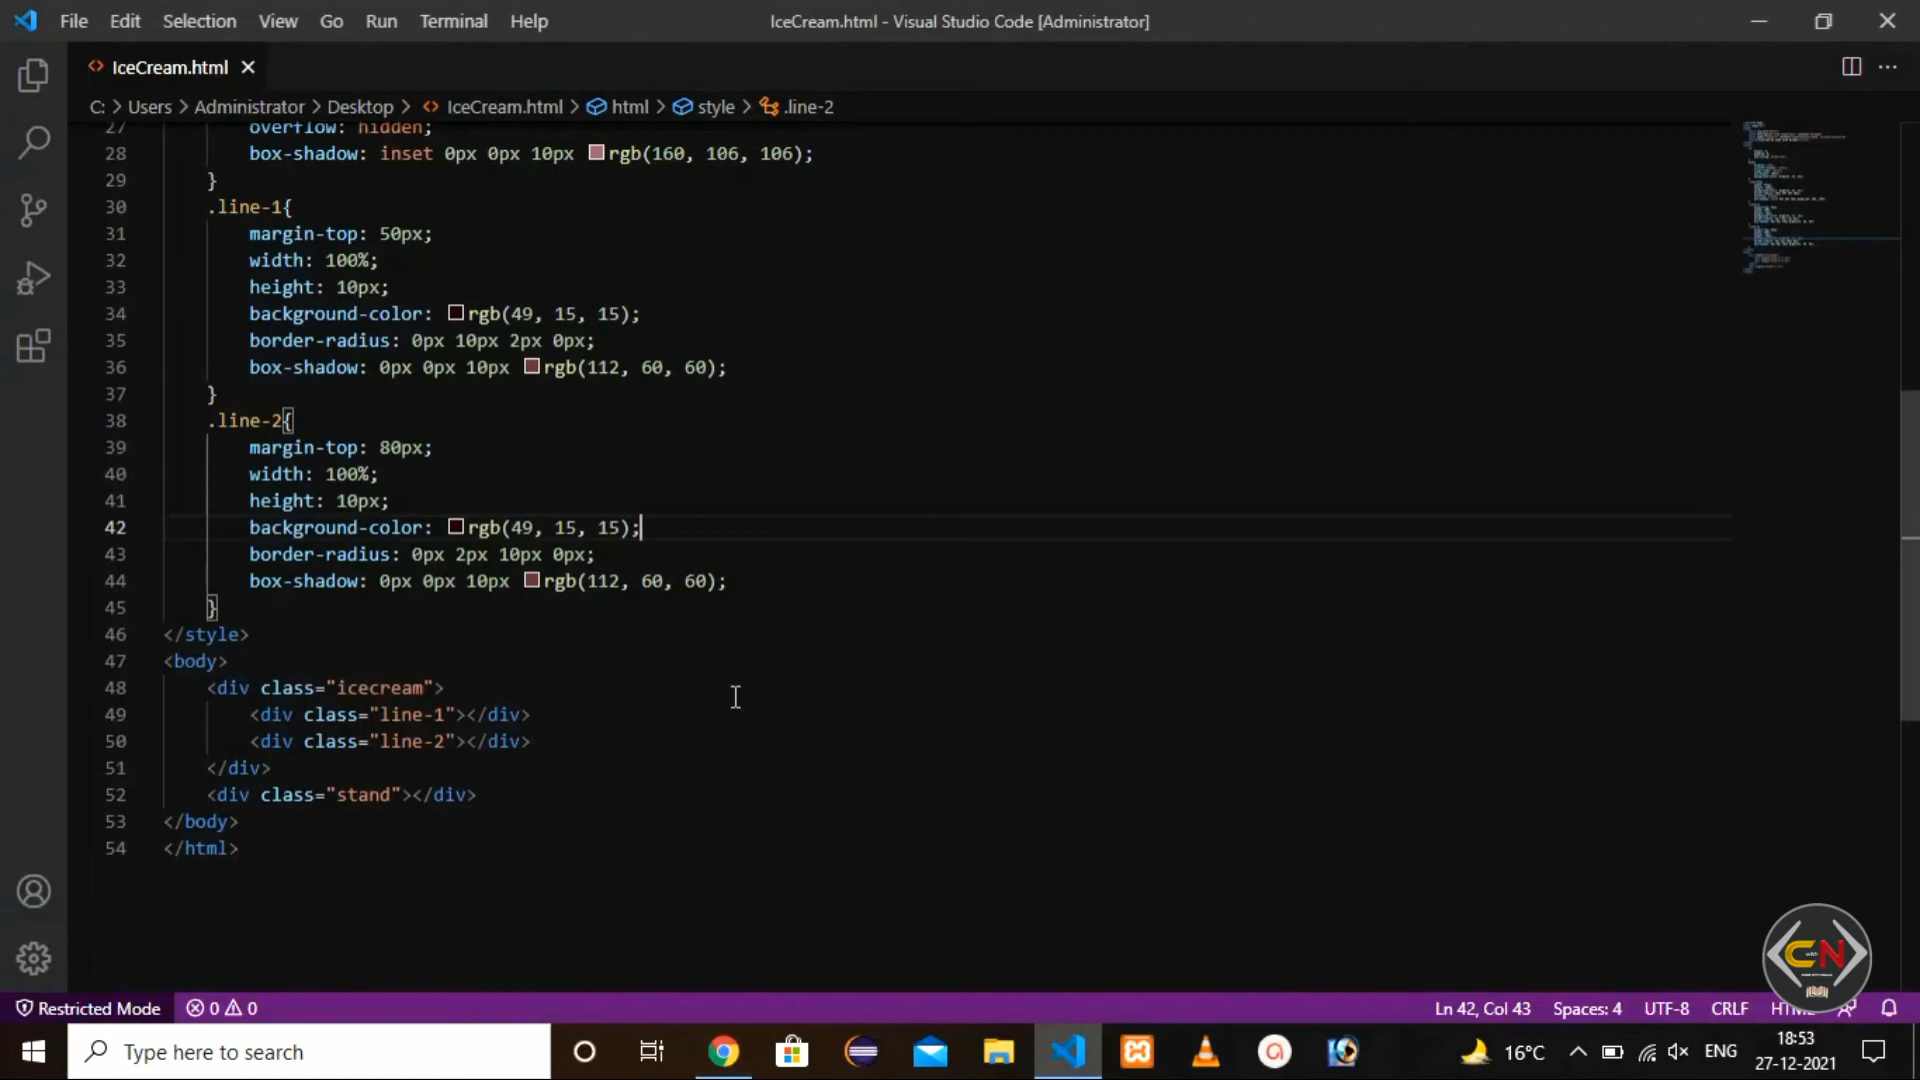 File Edit Selection View Go Run Terminal Help
IceCream.html - Visual Studio Code [Administrator]
IceCream.html
C: > Users > Administrator > Desktop > IceCream.html > html > style > .line-2
27 overflow: hidden;
28 box-shadow: inset 0px 0px 10px rgb(160, 106, 106);
29 }
30 .line-1{
31 margin-top: 50px;
32 width: 100%;
33 height: 10px;
34 background-color: rgb(49, 15, 15);
35 border-radius: 0px 10px 2px 0px;
36 box-shadow: 0px 0px 10px rgb(112, 60, 60);
37 }
38 .line-2{
39 margin-top: 80px;
40 width: 100%;
41 height: 10px;
42 background-color: rgb(49, 15, 15);
43 border-radius: 0px 2px 10px 0px;
44 box-shadow: 0px 0px 10px rgb(112, 60, 60);
45 }
46 </style>
47 <body>
48 <div class="icecream">
49 <div class="line-1"></div>
50 <div class="line-2"></div>
51 </div>
52 <div class="stand"></div>
53 </body>
54 </html>
C with N
Restricted Mode 0 0 Ln 42, Col 43 Spaces: 4 UTF-8 CRLF HTML
Type here to search
16°C ENG
18:53
27-12-2021